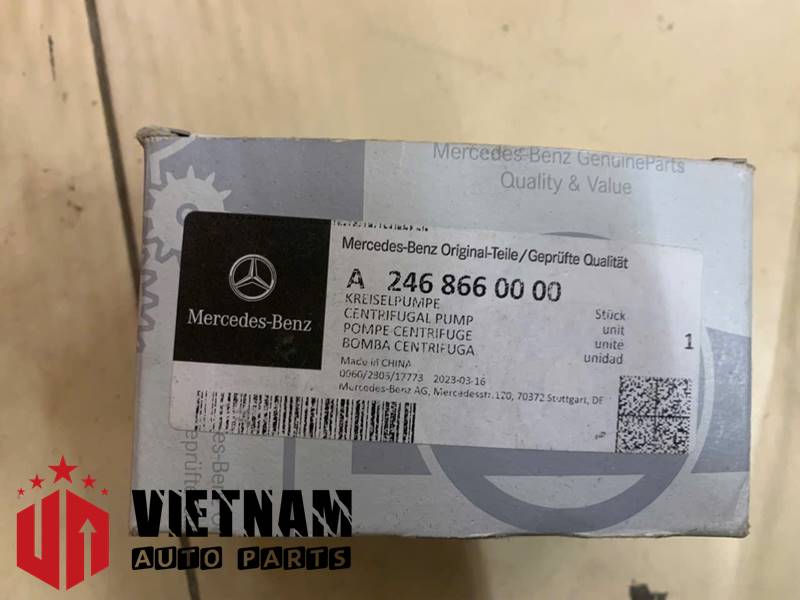 Mercedes-Benz GenuineParts
Quality & Value
Mercedes-Benz Original-Teile/Geprüfte Qualität
A 246 866 00 00
KREISELPUMPE
CENTRIFUGAL PUMP
POMPE CENTRIFUGE
BOMBA CENTRIFUGA
Stück
unit
unité
unidad
1
Mercedes-Benz
Made in CHINA
0060/2305/17773 2023-03-16
Mercedes-Benz AG, Mercedesstr. 120, 70372 Stuttgart, DE
VIETNAM
AUTO PARTS